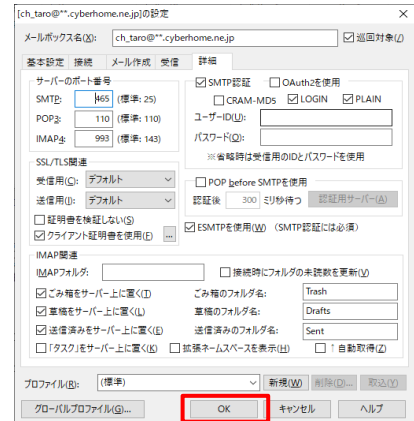 [ch_taro@**.cyberhome.ne.jp]の設定
メールボックス名(X): ch_taro@**.cyberhome.ne.jp 巡回対象(/)
基本設定 接続 メール作成 受信 詳細
サーバーのポート番号
SMTP: 465 (標準: 25)
POP3: 110 (標準: 110)
IMAP4: 993 (標準: 143)
SSL/TLS関連
受信用(C): デフォルト
送信用(I): デフォルト
証明書を検証しない(S)
クライアント証明書を使用(F) ...
SMTP認証 OAuth2を使用
CRAM-MD5 LOGIN PLAIN
ユーザーID(U):
パスワード(O):
※省略時は受信用のIDとパスワードを使用
POP before SMTPを使用
認証後 300 ミリ秒待つ 認証用サーバー(A)
ESMTPを使用(W) (SMTP認証には必須)
IMAP関連
IMAPフォルダ: 接続時にフォルダの未読数を更新(V)
ごみ箱をサーバー上に置く(T) ごみ箱のフォルダ名: Trash
草稿をサーバー上に置く(L) 草稿のフォルダ名: Drafts
送信済みをサーバー上に置く(E) 送信済みのフォルダ名: Sent
「タスク」をサーバー上に置く(K) 拡張ネームスペースを表示(H) ↑自動取得(Z)
プロファイル(R): (標準) 新規(W) 削除(D)... 取込(Y)
グローバルプロファイル(G)... OK キャンセル ヘルプ